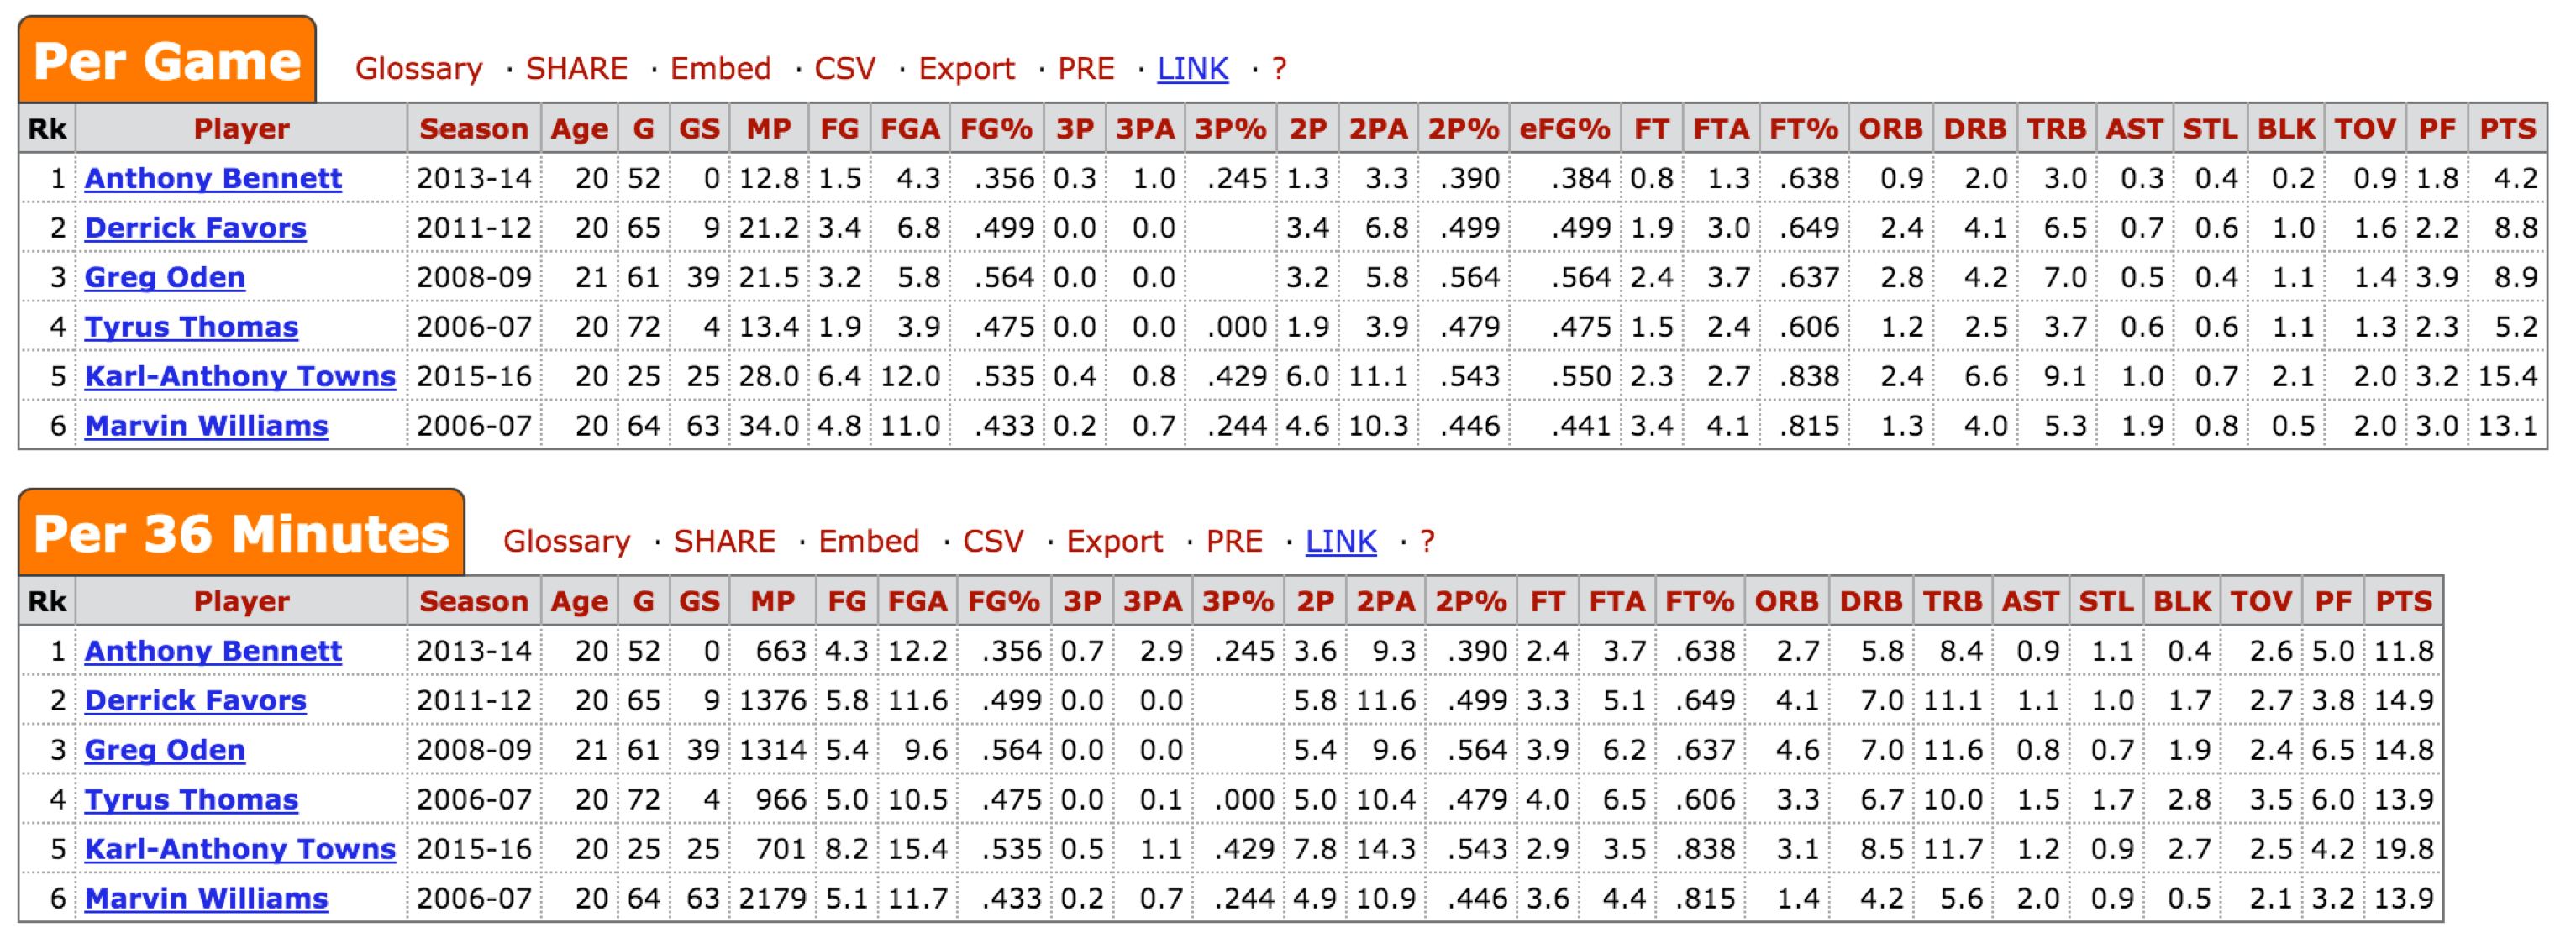 Per Game Glossary · SHARE · Embed · CSV · Export · PRE · LINK · ?
Rk Player Season Age G GS MP FG FGA FG% 3P 3PA 3P% 2P 2PA 2P% eFG% FT FTA FT% ORB DRB TRB AST STL BLK TOV PF PTS
1 Anthony Bennett 2013-14 20 52 0 12.8 1.5 4.3 .356 0.3 1.0 .245 1.3 3.3 .390 .384 0.8 1.3 .638 0.9 2.0 3.0 0.3 0.4 0.2 0.9 1.8 4.2
2 Derrick Favors 2011-12 20 65 9 21.2 3.4 6.8 .499 0.0 0.0 3.4 6.8 .499 .499 1.9 3.0 .649 2.4 4.1 6.5 0.7 0.6 1.0 1.6 2.2 8.8
3 Greg Oden 2008-09 21 61 39 21.5 3.2 5.8 .564 0.0 0.0 3.2 5.8 .564 .564 2.4 3.7 .637 2.8 4.2 7.0 0.5 0.4 1.1 1.4 3.9 8.9
4 Tyrus Thomas 2006-07 20 72 4 13.4 1.9 3.9 .475 0.0 0.0 .000 1.9 3.9 .479 .475 1.5 2.4 .606 1.2 2.5 3.7 0.6 0.6 1.1 1.3 2.3 5.2
5 Karl-Anthony Towns 2015-16 20 25 25 28.0 6.4 12.0 .535 0.4 0.8 .429 6.0 11.1 .543 .550 2.3 2.7 .838 2.4 6.6 9.1 1.0 0.7 2.1 2.0 3.2 15.4
6 Marvin Williams 2006-07 20 64 63 34.0 4.8 11.0 .433 0.2 0.7 .244 4.6 10.3 .446 .441 3.4 4.1 .815 1.3 4.0 5.3 1.9 0.8 0.5 2.0 3.0 13.1
Per 36 Minutes Glossary · SHARE · Embed · CSV · Export · PRE · LINK · ?
Rk Player Season Age G GS MP FG FGA FG% 3P 3PA 3P% 2P 2PA 2P% FT FTA FT% ORB DRB TRB AST STL BLK TOV PF PTS
1 Anthony Bennett 2013-14 20 52 0 663 4.3 12.2 .356 0.7 2.9 .245 3.6 9.3 .390 2.4 3.7 .638 2.7 5.8 8.4 0.9 1.1 0.4 2.6 5.0 11.8
2 Derrick Favors 2011-12 20 65 9 1376 5.8 11.6 .499 0.0 0.0 5.8 11.6 .499 3.3 5.1 .649 4.1 7.0 11.1 1.1 1.0 1.7 2.7 3.8 14.9
3 Greg Oden 2008-09 21 61 39 1314 5.4 9.6 .564 0.0 0.0 5.4 9.6 .564 3.9 6.2 .637 4.6 7.0 11.6 0.8 0.7 1.9 2.4 6.5 14.8
4 Tyrus Thomas 2006-07 20 72 4 966 5.0 10.5 .475 0.0 0.1 .000 5.0 10.4 .479 4.0 6.5 .606 3.3 6.7 10.0 1.5 1.7 2.8 3.5 6.0 13.9
5 Karl-Anthony Towns 2015-16 20 25 25 701 8.2 15.4 .535 0.5 1.1 .429 7.8 14.3 .543 2.9 3.5 .838 3.1 8.5 11.7 1.2 0.9 2.7 2.5 4.2 19.8
6 Marvin Williams 2006-07 20 64 63 2179 5.1 11.7 .433 0.2 0.7 .244 4.9 10.9 .446 3.6 4.4 .815 1.4 4.2 5.6 2.0 0.9 0.5 2.1 3.2 13.9